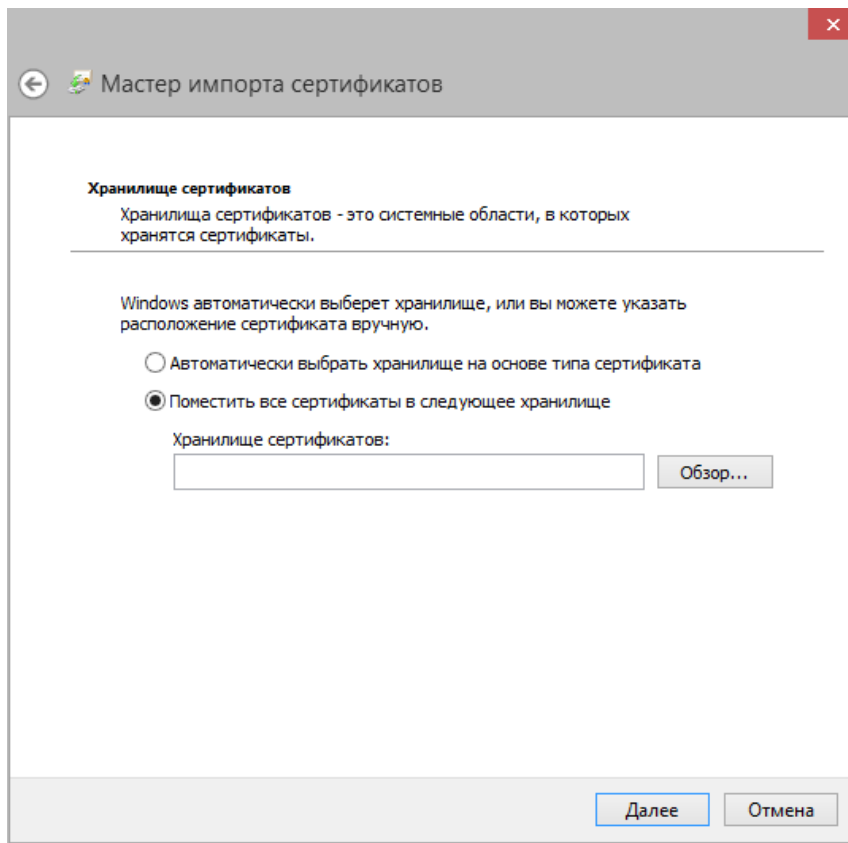 Мастер импорта сертификатов
Хранилище сертификатов
Хранилища сертификатов - это системные области, в которых
хранятся сертификаты.
Windows автоматически выберет хранилище, или вы можете указать
расположение сертификата вручную.
Автоматически выбрать хранилище на основе типа сертификата
Поместить все сертификаты в следующее хранилище
Хранилище сертификатов:
Обзор...
Далее
Отмена